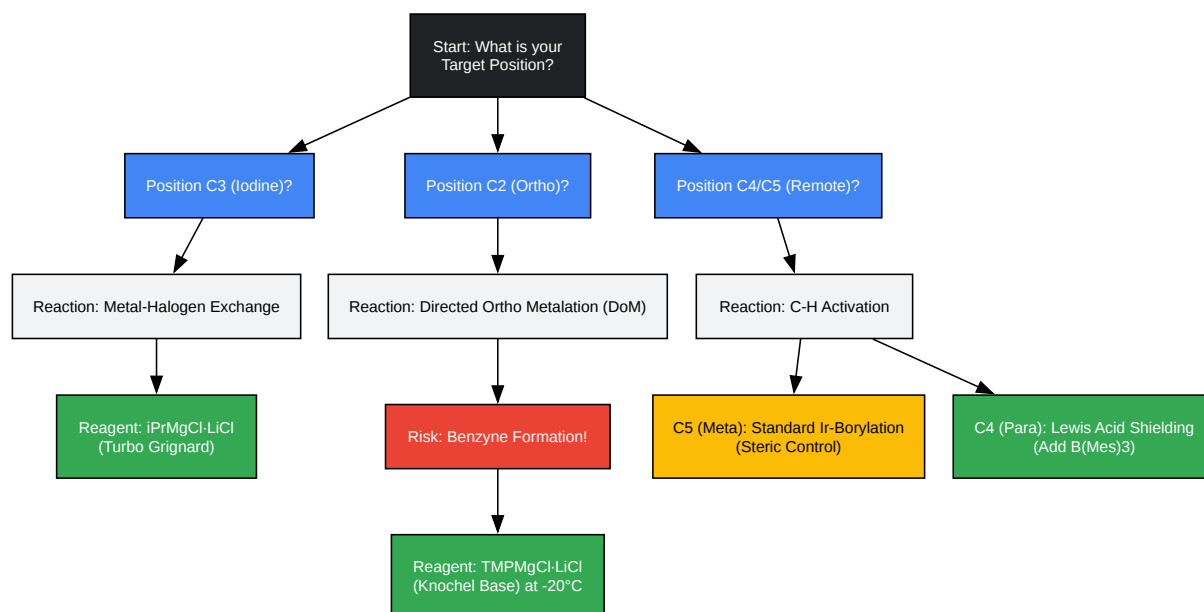 Start: What is your
Target Position?
Position C3 (Iodine)?
Position C2 (Ortho)?
Position C4/C5 (Remote)?
Reaction: Metal-Halogen Exchange
Reaction: Directed Ortho Metalation (DoM)
Reaction: C-H Activation
Reagent: iPrMgCl·LiCl
(Turbo Grignard)
Risk: Benzyne Formation!
C5 (Meta): Standard Ir-Borylation
(Steric Control)
C4 (Para): Lewis Acid Shielding
(Add B(Mes)3)
Reagent: TMPMgCl·LiCl
(Knochel Base) at -20°C